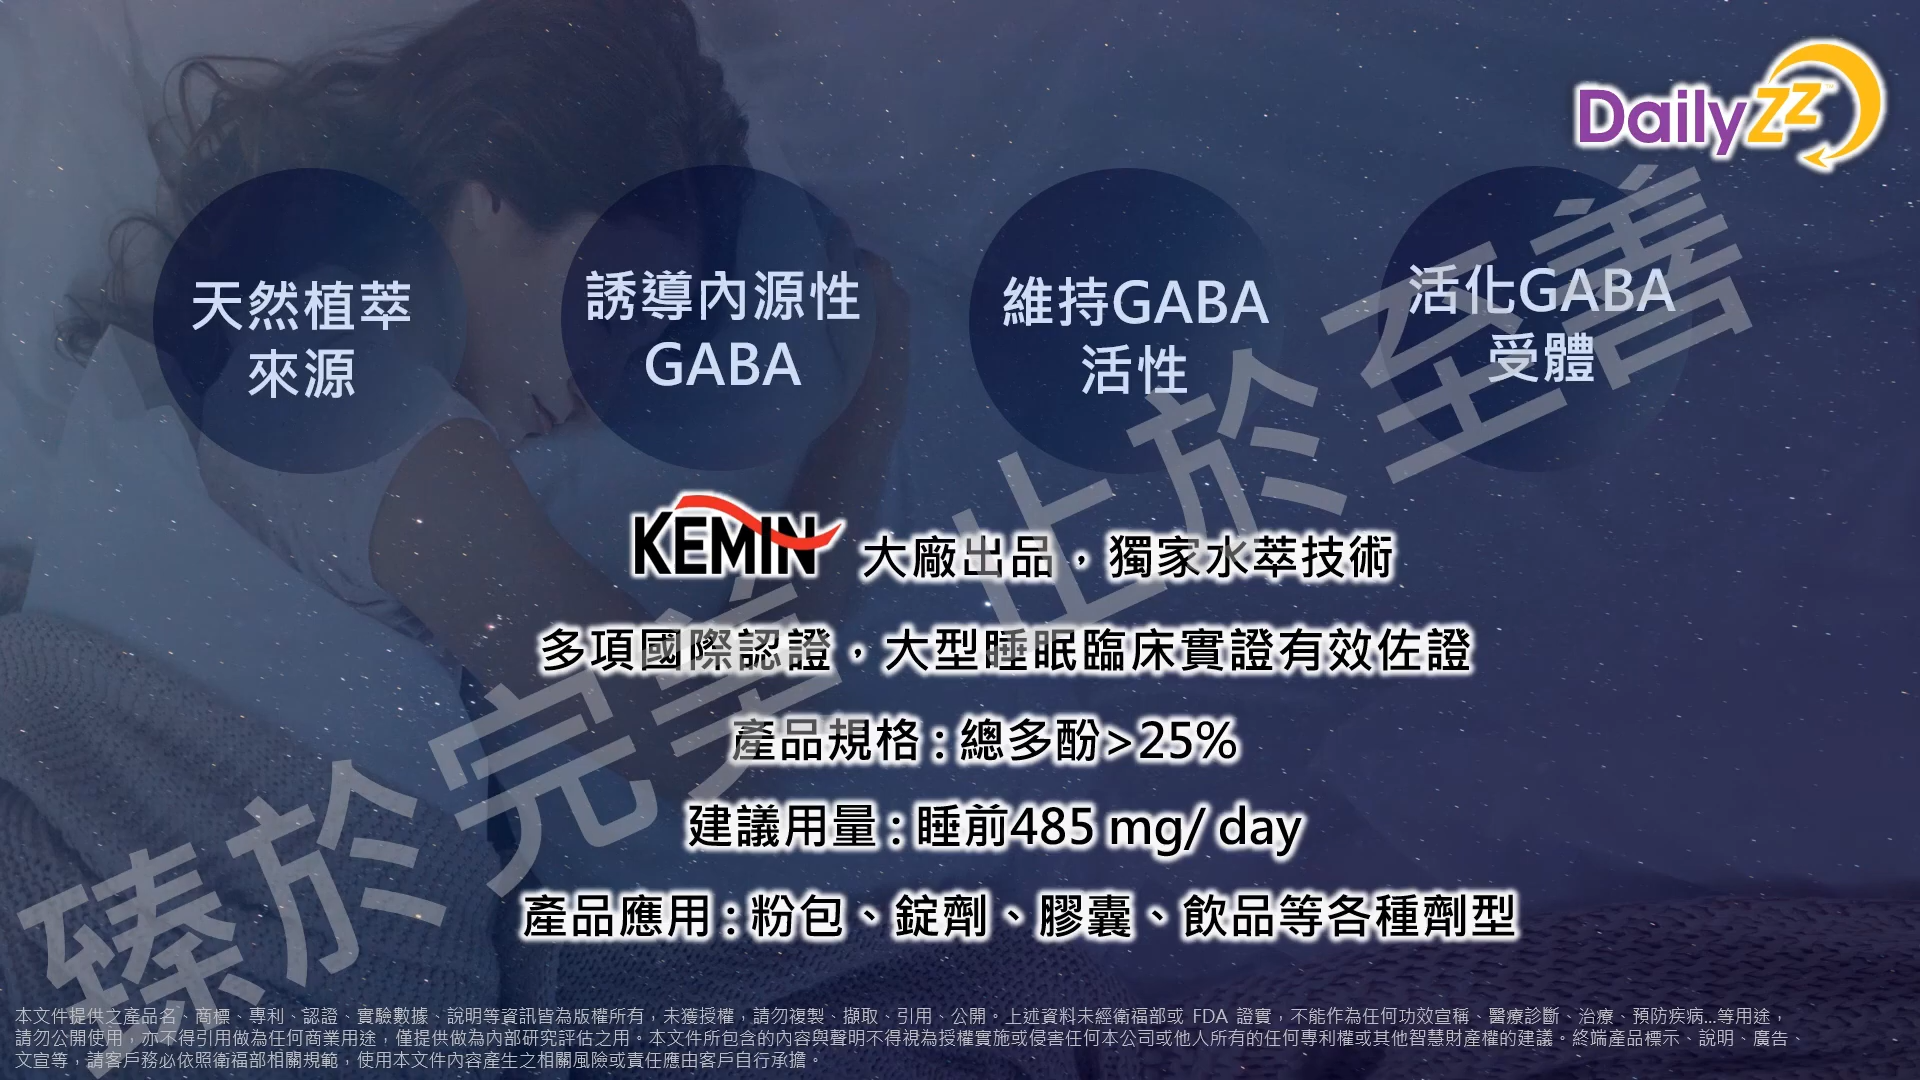 DailyZz™
天然植萃
來源
誘導內源性
GABA
維持GABA
活性
活化GABA
受體
KEMIN 大廠出品，獨家水萃技術
多項國際認證，大型睡眠臨床實證有效佐證
產品規格：總多酚>25%
建議用量：睡前485 mg/ day
產品應用：粉包、錠劑、膠囊、飲品等各種劑型
臻於完美 止於至善
本文件提供之產品名、商標、專利、認證、實驗數據、說明等資訊皆為版權所有，未獲授權，請勿複製、擷取、引用、公開。上述資料未經衛福部或 FDA 證實，不能作為任何功效宣稱、醫療診斷、治療、預防疾病...等用途，
請勿公開使用，亦不得引用做為任何商業用途，僅提供做為內部研究評估之用。本文件所包含的內容與聲明不得視為授權實施或侵害任何本公司或他人所有的任何專利權或其他智慧財產權的建議。終端產品標示、說明、廣告、
文宣等，請客戶務必依照衛福部相關規範，使用本文件內容產生之相關風險或責任應由客戶自行承擔。